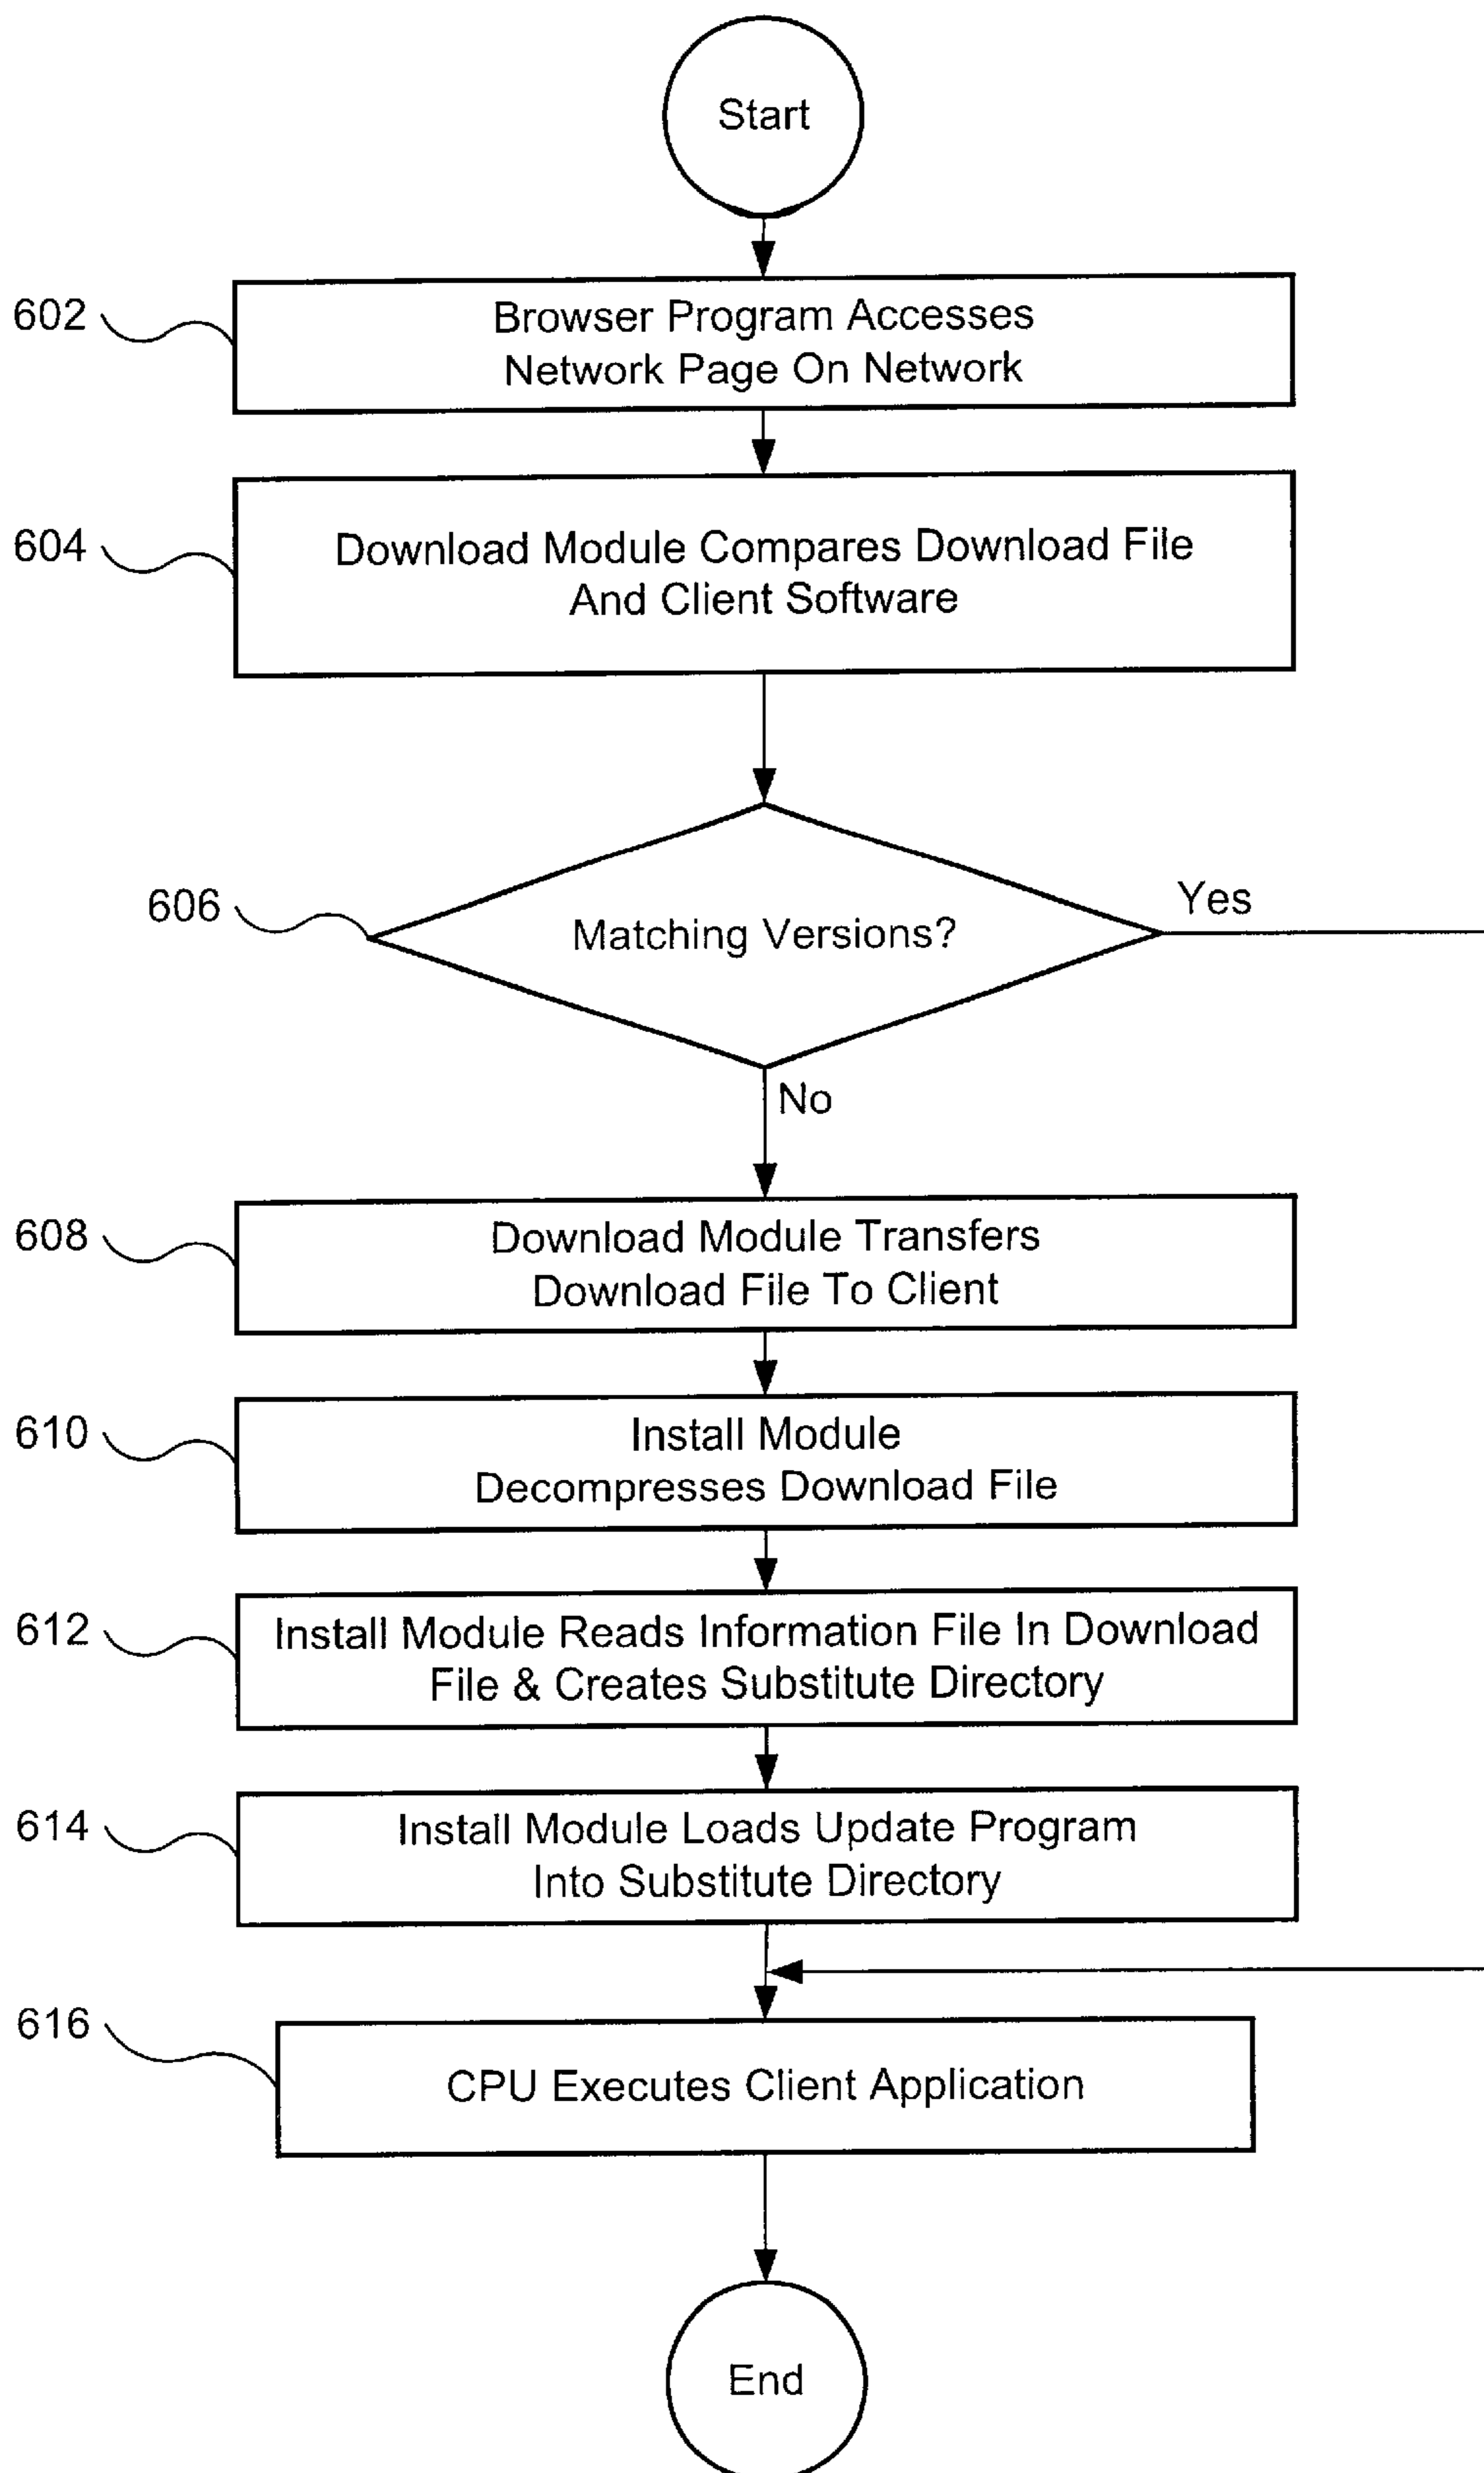 Start
602
Browser Program Accesses
Network Page On Network
604
Download Module Compares Download File
And Client Software
606
Matching Versions?
Yes
No
608
Download Module Transfers
Download File To Client
610
Install Module
Decompresses Download File
612
Install Module Reads Information File In Download
File & Creates Substitute Directory
614
Install Module Loads Update Program
Into Substitute Directory
616
CPU Executes Client Application
End